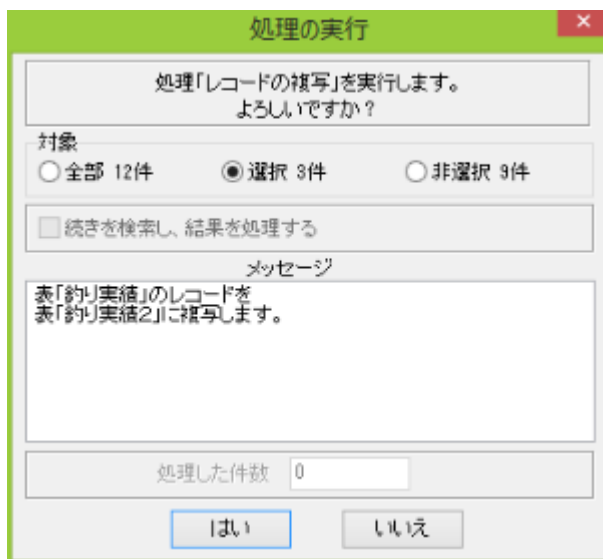 処理の実行
処理「レコードの複写」を実行します。
よろしいですか？
対象
全部 12件 選択 3件 非選択 9件
続きを検索し、結果を処理する
メッセージ
表「釣り実績」のレコードを
表「釣り実績2」に複写します。
処理した件数 0
はい いいえ